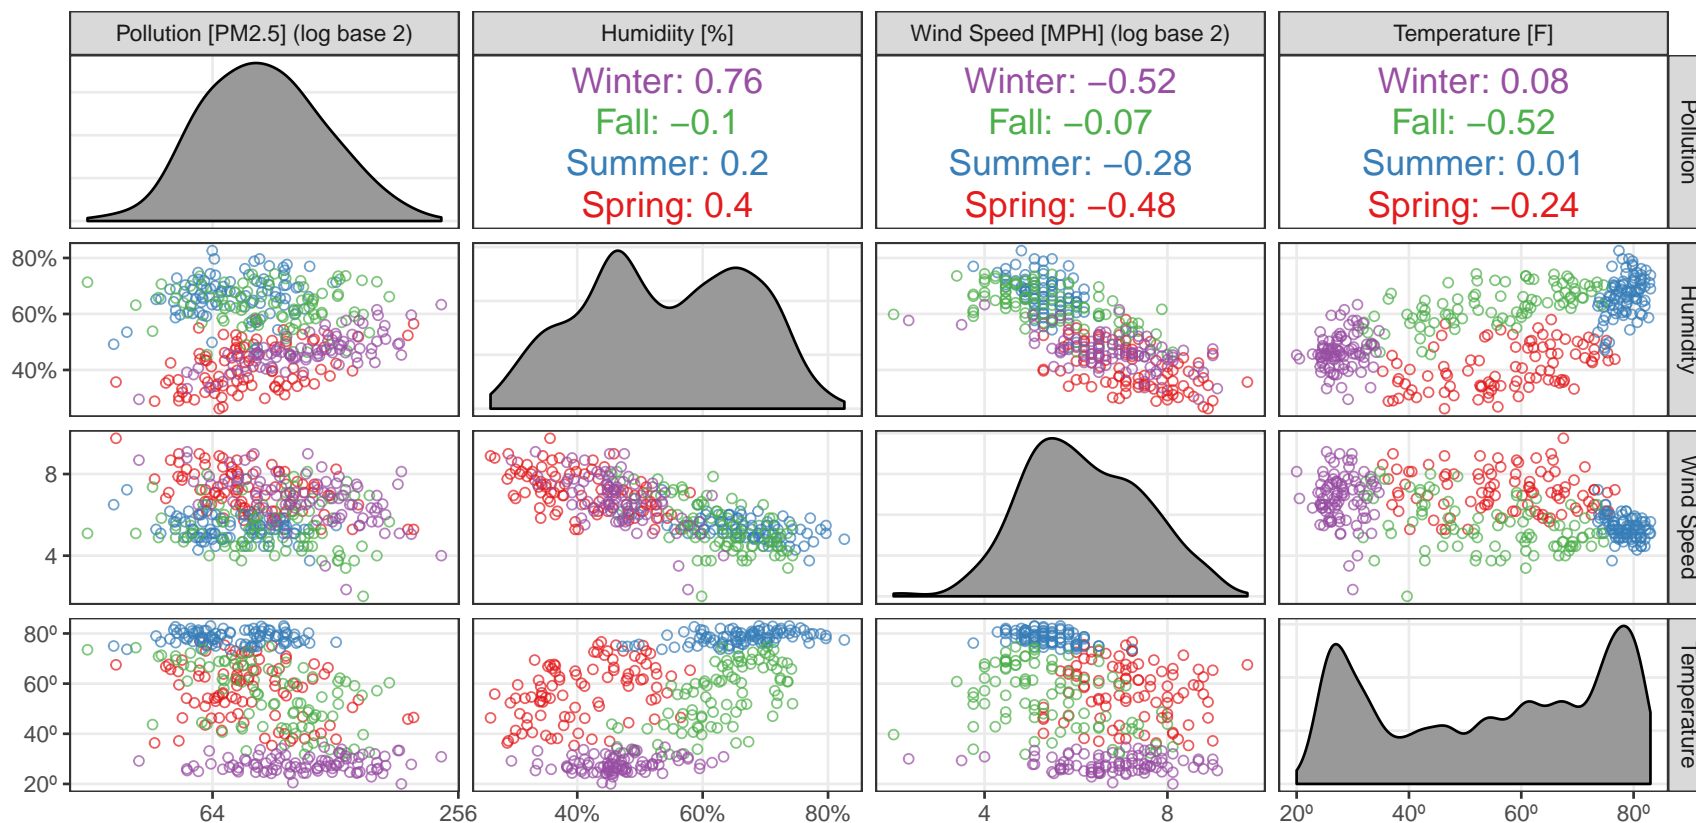 Pollution [PM2.5] (log base 2)
Humidiity [%]
Wind Speed [MPH] (log base 2)
Temperature [F]
Winter: 0.76
Fall: −0.1
Summer: 0.2
Spring: 0.4
Winter: −0.52
Fall: −0.07
Summer: −0.28
Spring: −0.48
Winter: 0.08
Fall: −0.52
Summer: 0.01
Spring: −0.24
Pollution
80%
60%
40%
Humidity
8
4
Wind Speed
80º
60º
40º
20º
Temperature
64
256
40%
60%
80%
4
8
20º
40º
60º
80º